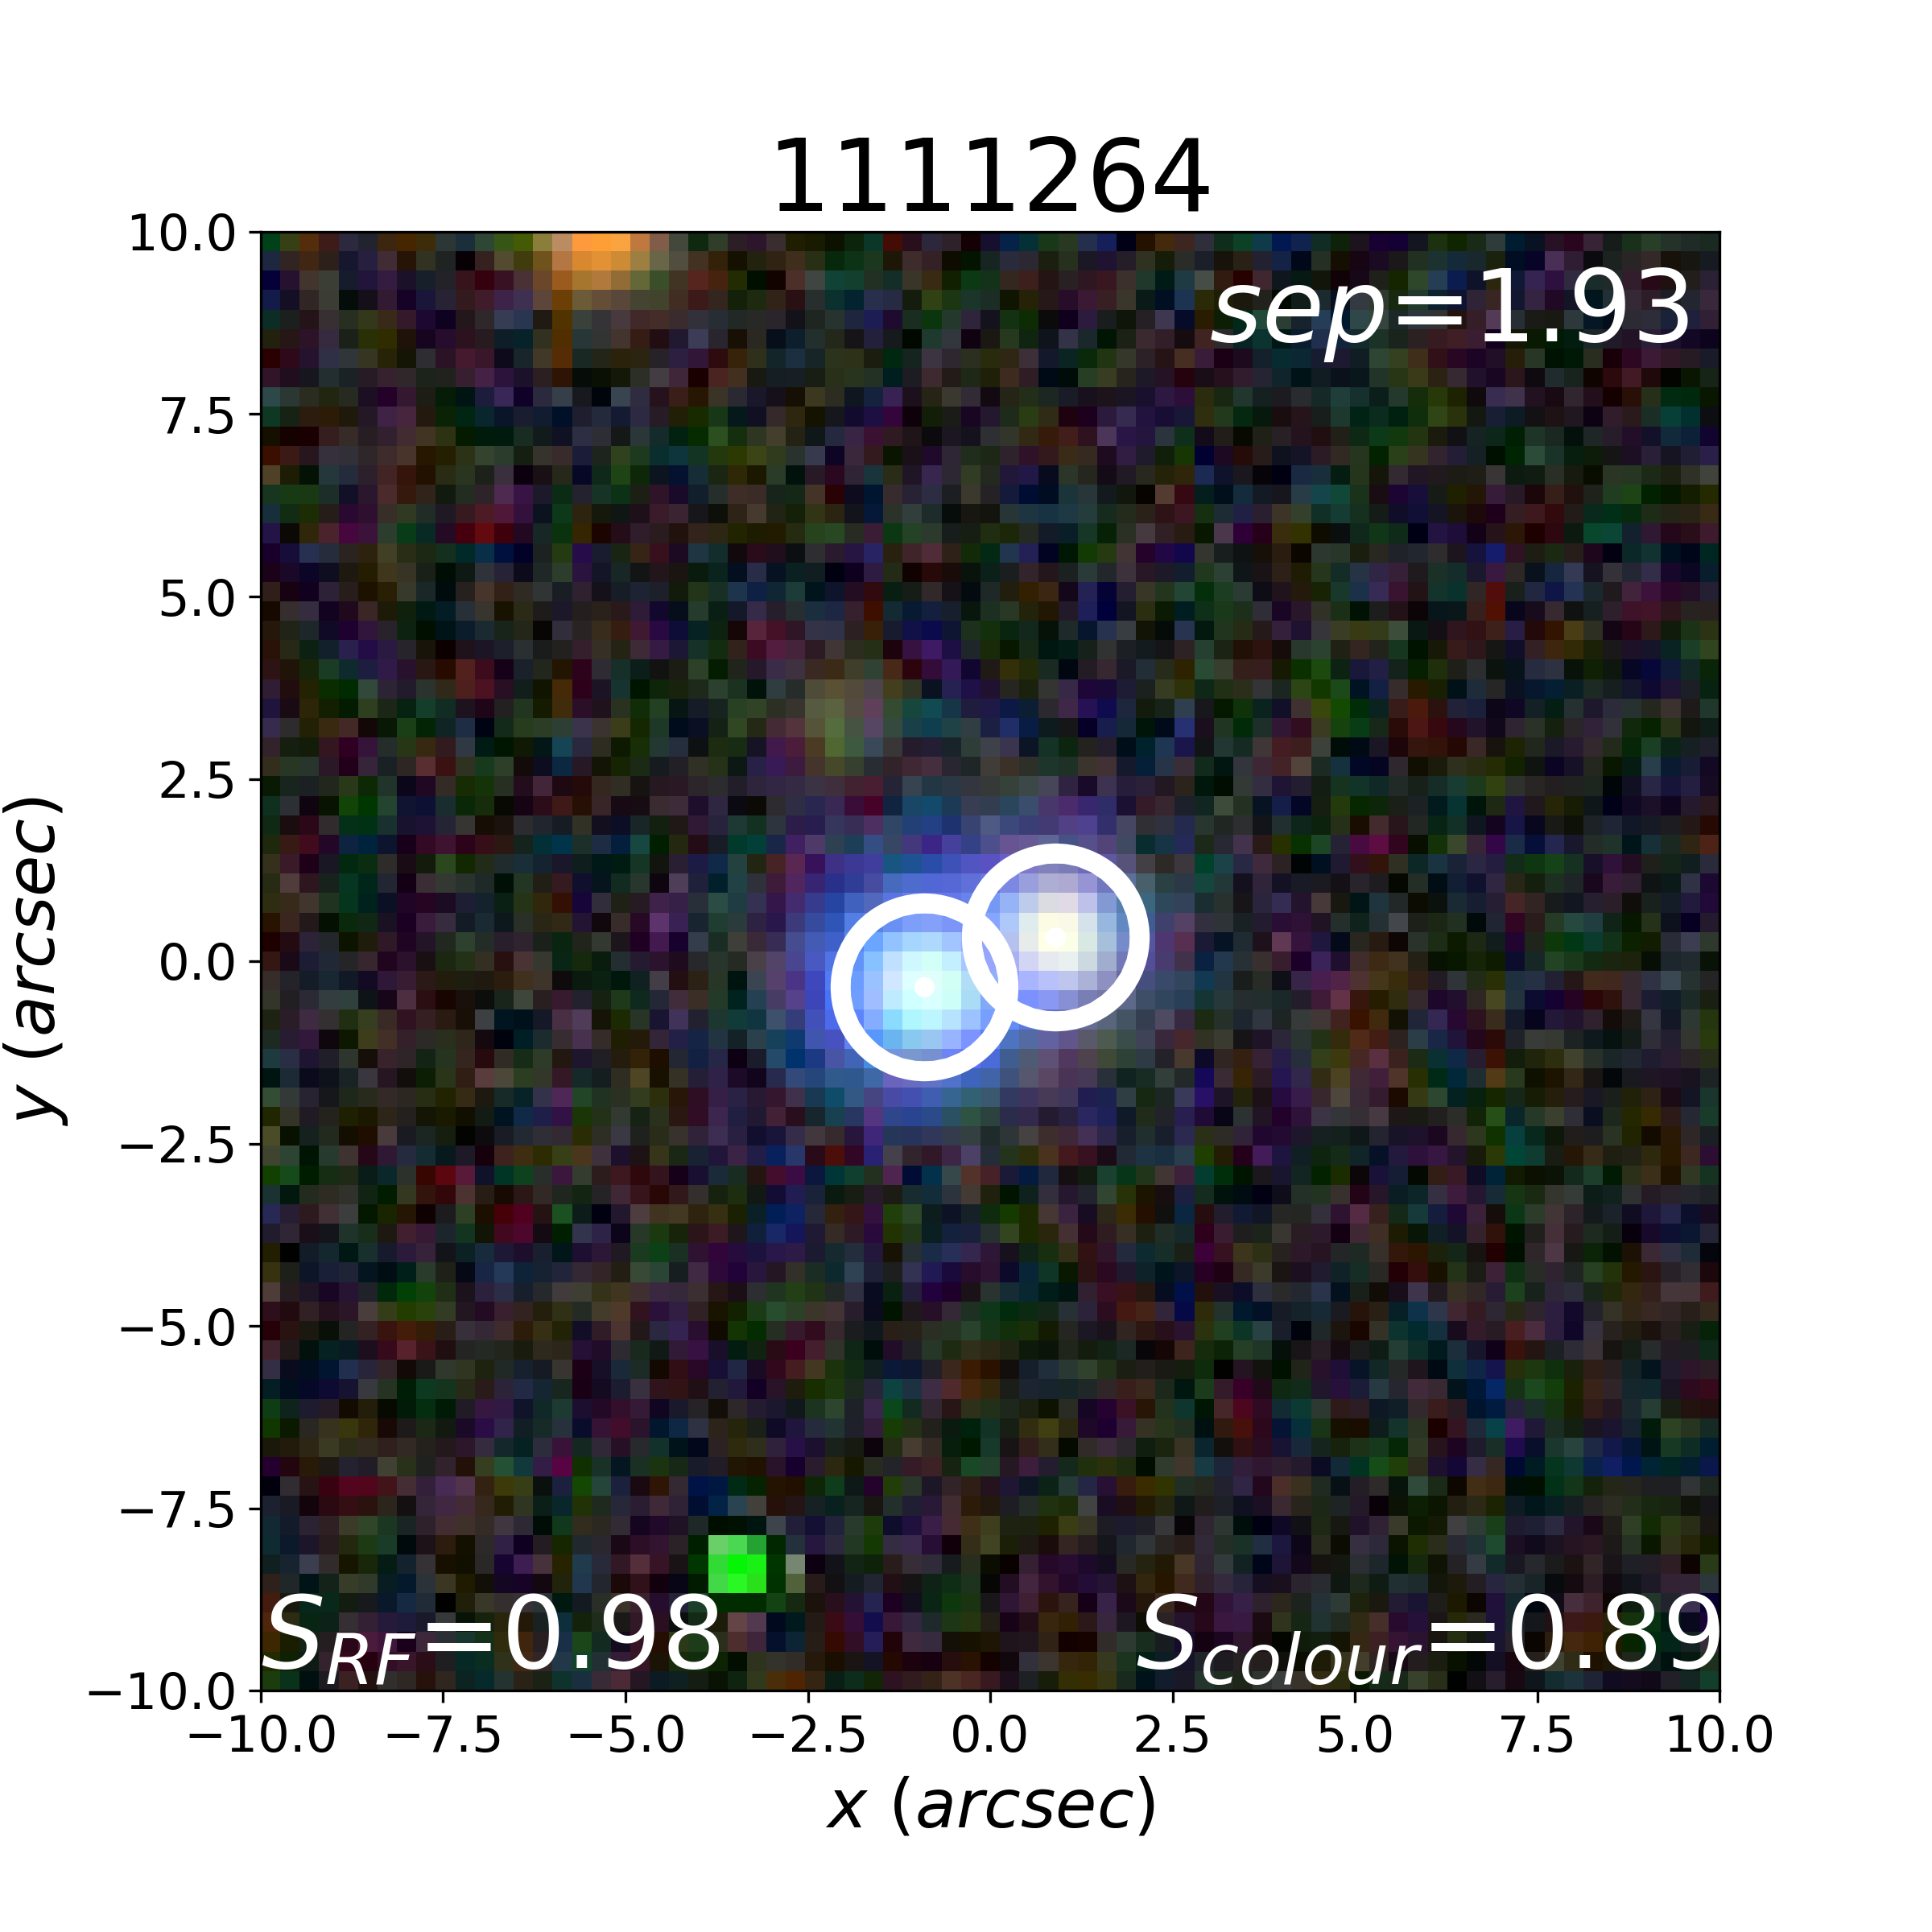 1111264
sep=1.93
10.0
7.5
5.0
2.5
0.0
−2.5
−5.0
−7.5
−10.0
y (arcsec)
S_RF=0.98
S_colour=0.89
−10.0 −7.5 −5.0 −2.5 0.0 2.5 5.0 7.5 10.0
x (arcsec)